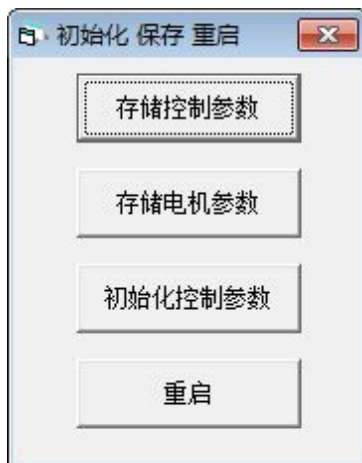 初始化 保存 重启
存储控制参数
存储电机参数
初始化控制参数
重启